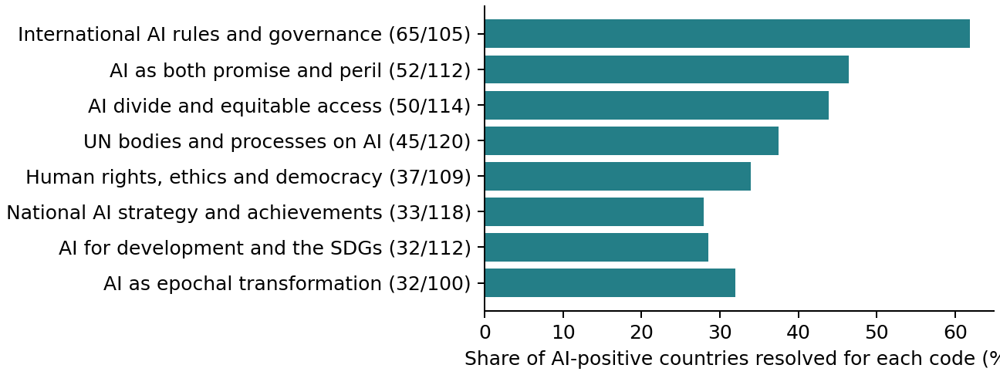 International AI rules and governance (65/105)
AI as both promise and peril (52/112)
AI divide and equitable access (50/114)
UN bodies and processes on AI (45/120)
Human rights, ethics and democracy (37/109)
National AI strategy and achievements (33/118)
AI for development and the SDGs (32/112)
AI as epochal transformation (32/100)
0 10 20 30 40 50 60
Share of AI-positive countries resolved for each code (%